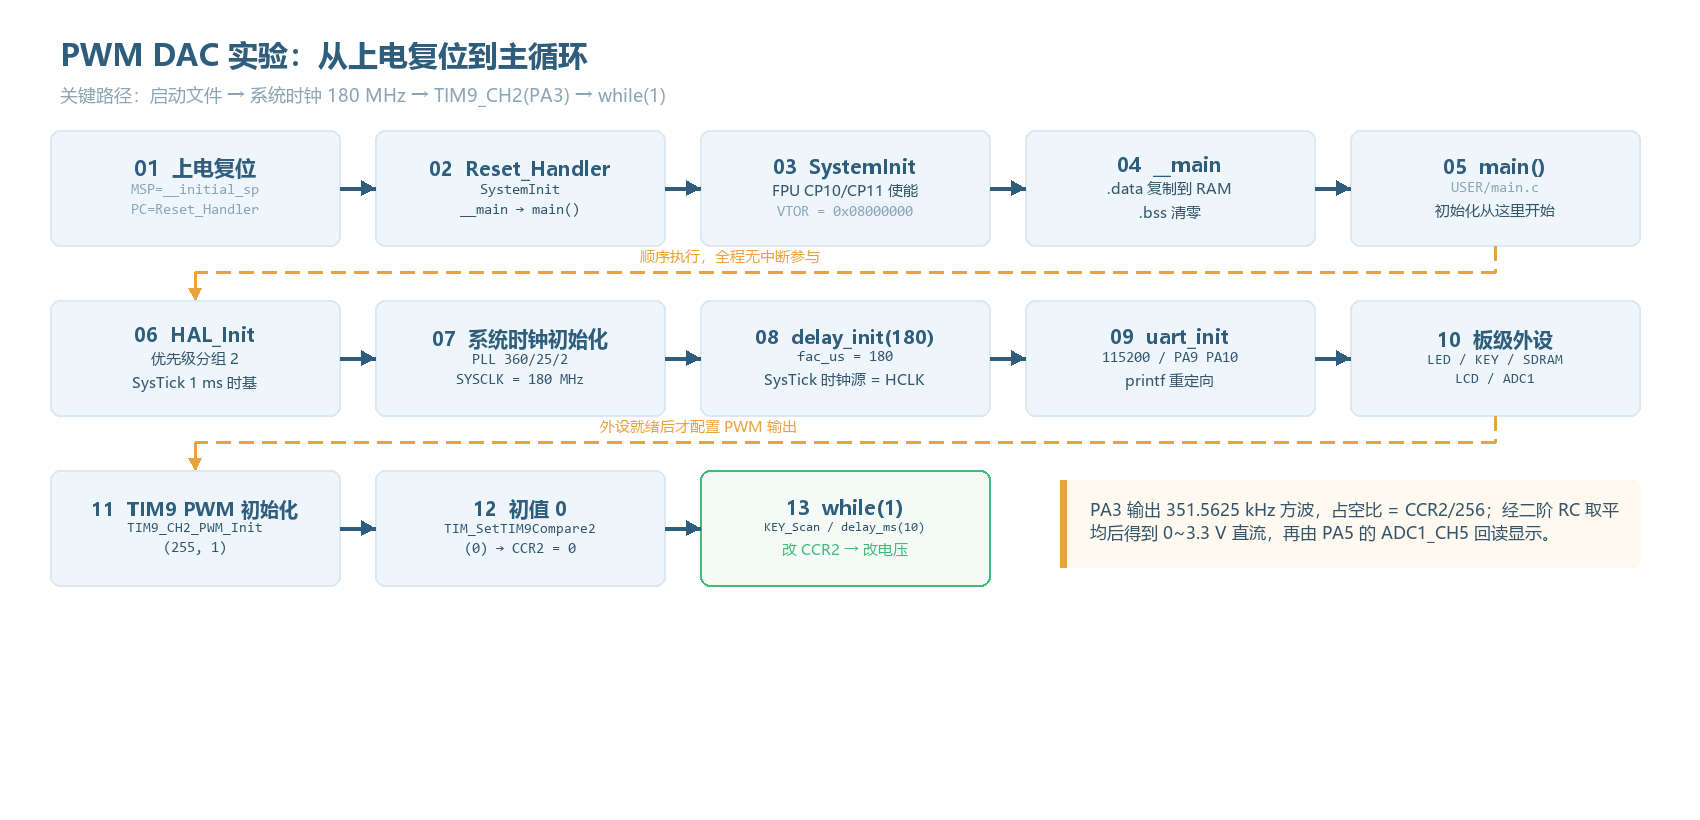 PWM DAC 实验：从上电复位到主循环
关键路径：启动文件 → 系统时钟 180 MHz → TIM9_CH2(PA3) → while(1)
01 上电复位
MSP=__initial_sp
PC=Reset_Handler
02 Reset_Handler
SystemInit
__main → main()
03 SystemInit
FPU CP10/CP11 使能
VTOR = 0x08000000
04 __main
.data 复制到 RAM
.bss 清零
05 main()
USER/main.c
初始化从这里开始
顺序执行，全程无中断参与
06 HAL_Init
优先级分组 2
SysTick 1 ms 时基
07 系统时钟初始化
PLL 360/25/2
SYSCLK = 180 MHz
08 delay_init(180)
fac_us = 180
SysTick 时钟源 = HCLK
09 uart_init
115200 / PA9 PA10
printf 重定向
10 板级外设
LED / KEY / SDRAM
LCD / ADC1
外设就绪后才配置 PWM 输出
11 TIM9 PWM 初始化
TIM9_CH2_PWM_Init
(255, 1)
12 初值 0
TIM_SetTIM9Compare2
(0) → CCR2 = 0
13 while(1)
KEY_Scan / delay_ms(10)
改 CCR2 → 改电压
PA3 输出 351.5625 kHz 方波，占空比 = CCR2/256；经二阶 RC 取平
均后得到 0~3.3 V 直流，再由 PA5 的 ADC1_CH5 回读显示。